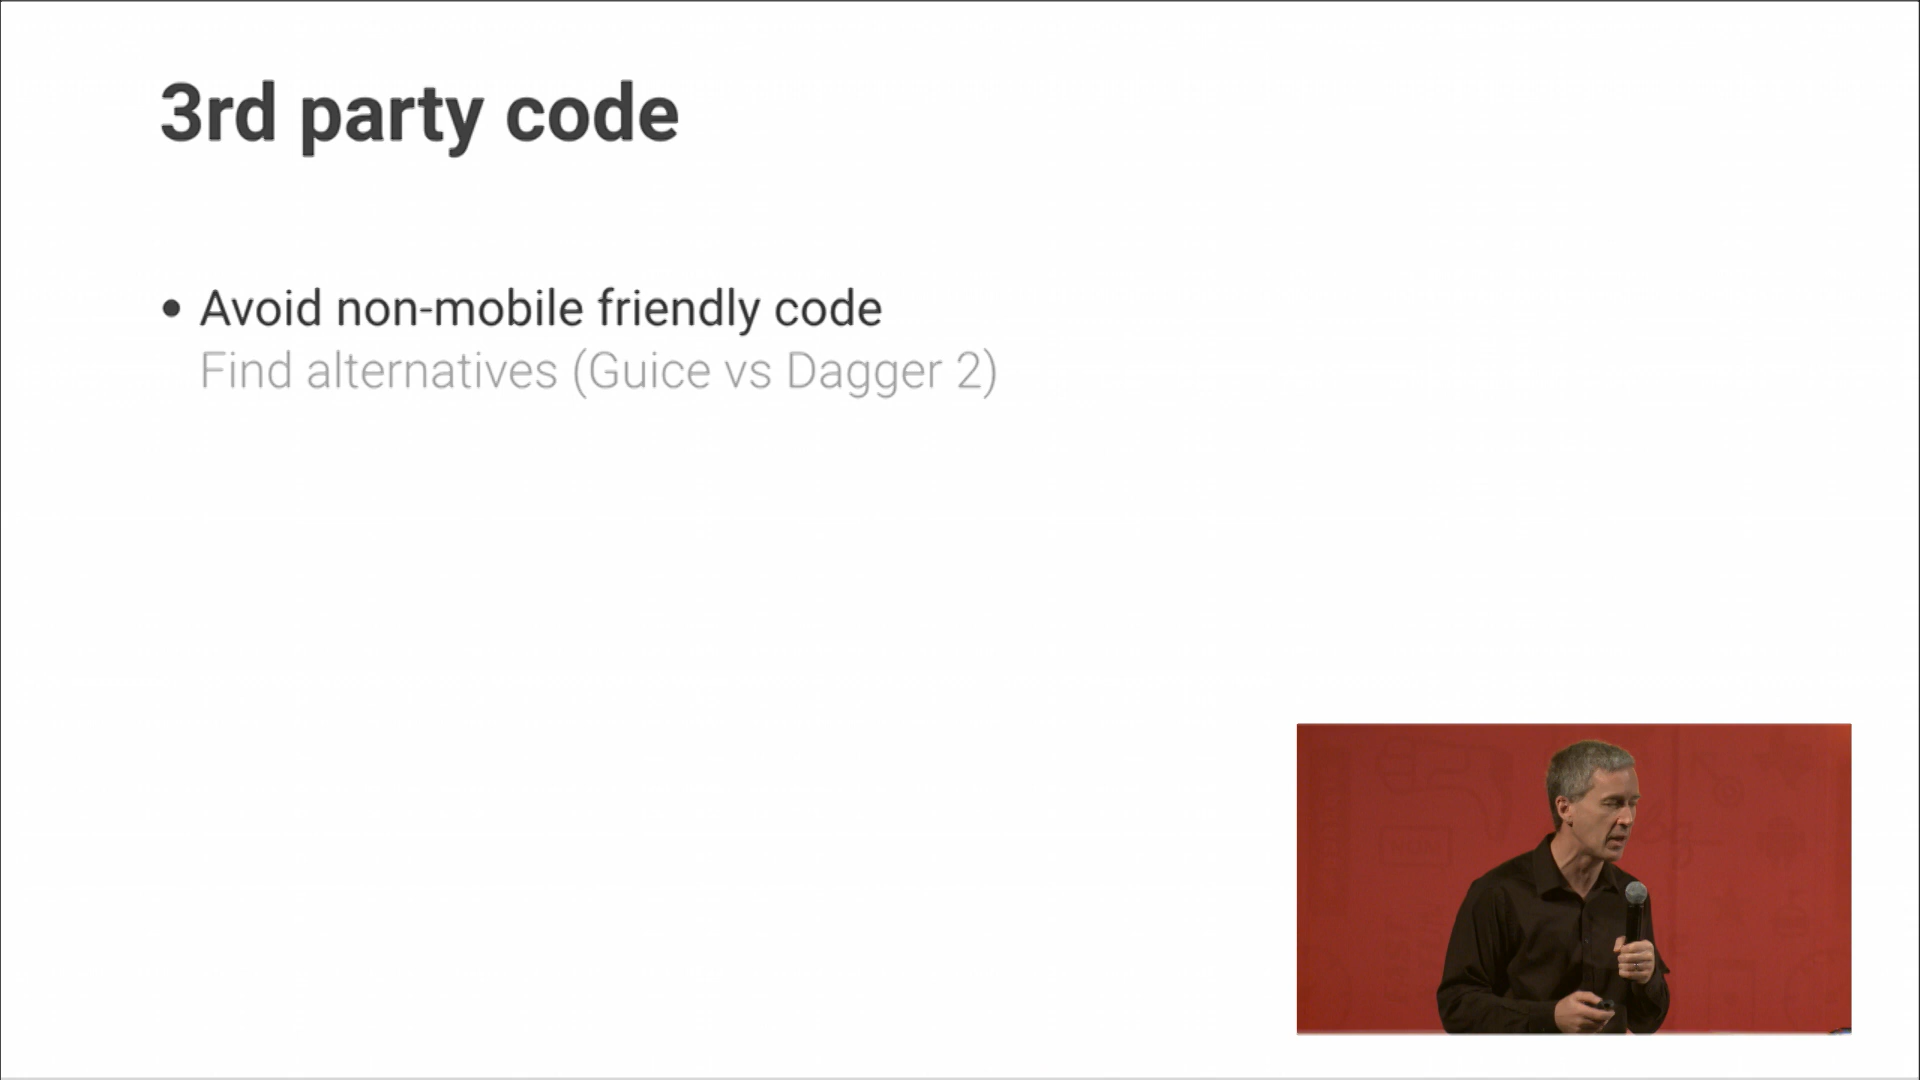 3rd party code
• Avoid non-mobile friendly code
Find alternatives (Guice vs Dagger 2)